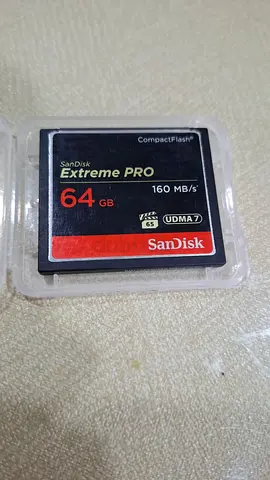 CompactFlash®
SanDisk
Extreme PRO
64 GB
160 MB/s*
65
UDMA 7
SanDisk